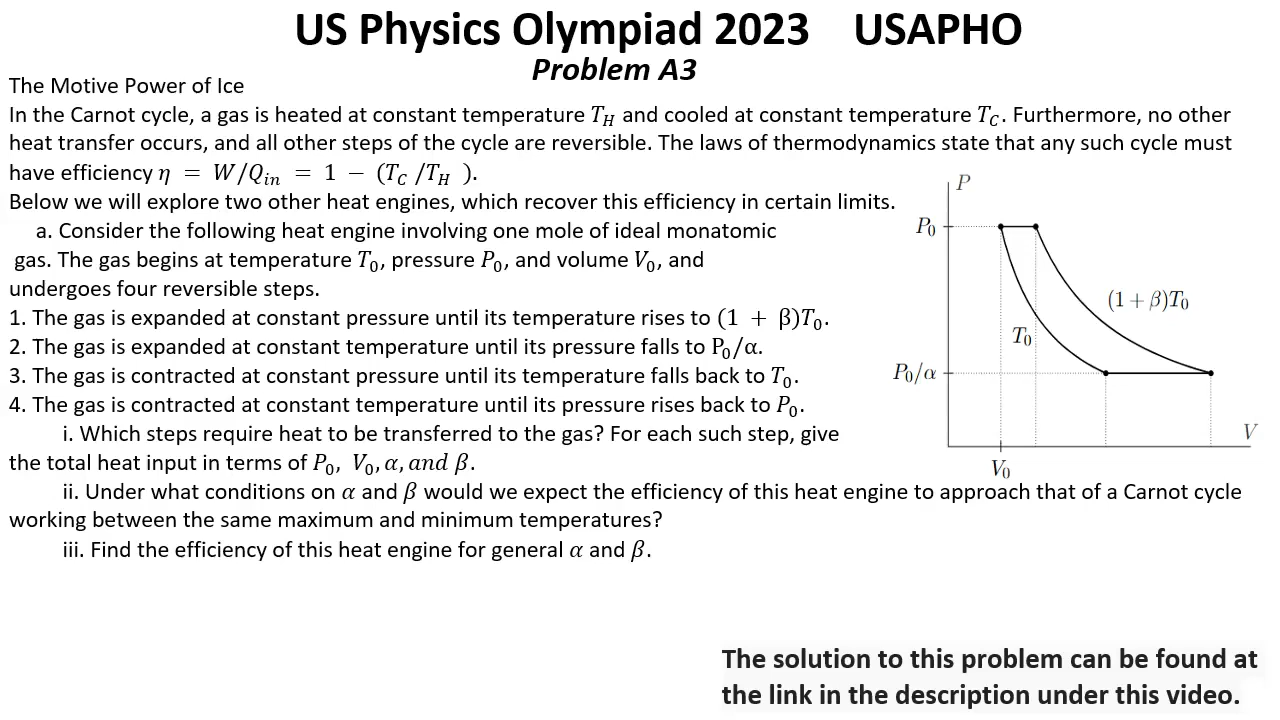 US Physics Olympiad 2023 USAPHO
Problem A3
The Motive Power of Ice
In the Carnot cycle, a gas is heated at constant temperature T_H and cooled at constant temperature T_C. Furthermore, no other
heat transfer occurs, and all other steps of the cycle are reversible. The laws of thermodynamics state that any such cycle must
have efficiency η = W/Q_in = 1 − (T_C /T_H ).
Below we will explore two other heat engines, which recover this efficiency in certain limits.
a. Consider the following heat engine involving one mole of ideal monatomic
gas. The gas begins at temperature T_0, pressure P_0, and volume V_0, and
undergoes four reversible steps.
1. The gas is expanded at constant pressure until its temperature rises to (1 + β)T_0.
2. The gas is expanded at constant temperature until its pressure falls to P_0/α.
3. The gas is contracted at constant pressure until its temperature falls back to T_0.
4. The gas is contracted at constant temperature until its pressure rises back to P_0.
i. Which steps require heat to be transferred to the gas? For each such step, give
the total heat input in terms of P_0, V_0, α, and β.
ii. Under what conditions on α and β would we expect the efficiency of this heat engine to approach that of a Carnot cycle
working between the same maximum and minimum temperatures?
iii. Find the efficiency of this heat engine for general α and β.
P
P_0
(1 + β)T_0
T_0
P_0/α
V
V_0
The solution to this problem can be found at
the link in the description under this video.